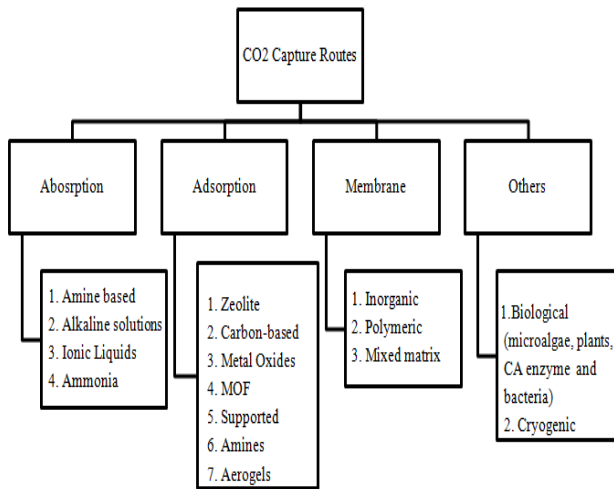 CO2 Capture Routes
Abosrption
Adsorption
Membrane
Others
1. Amine based
2. Alkaline solutions
3. Ionic Liquids
4. Ammonia
1. Zeolite
2. Carbon-based
3. Metal Oxides
4. MOF
5. Supported
6. Amines
7. Aerogels
1. Inorganic
2. Polymeric
3. Mixed matrix
1.Biological
(microalgae, plants,
CA enzyme and
bacteria)
2. Cryogenic